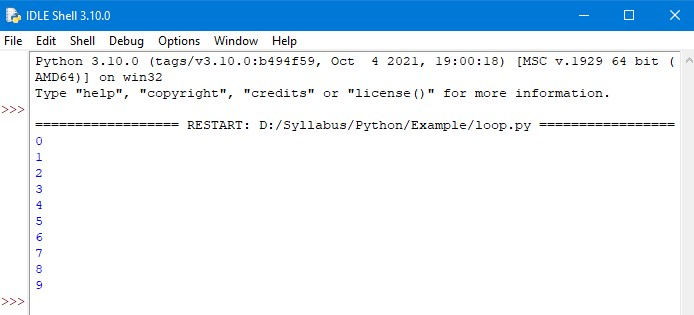 IDLE Shell 3.10.0
File Edit Shell Debug Options Window Help
Python 3.10.0 (tags/v3.10.0:b494f59, Oct  4 2021, 19:00:18) [MSC v.1929 64 bit (
AMD64)] on win32
Type "help", "copyright", "credits" or "license()" for more information.
>>>
================== RESTART: D:/Syllabus/Python/Example/loop.py =================
0
1
2
3
4
5
6
7
8
9
>>>